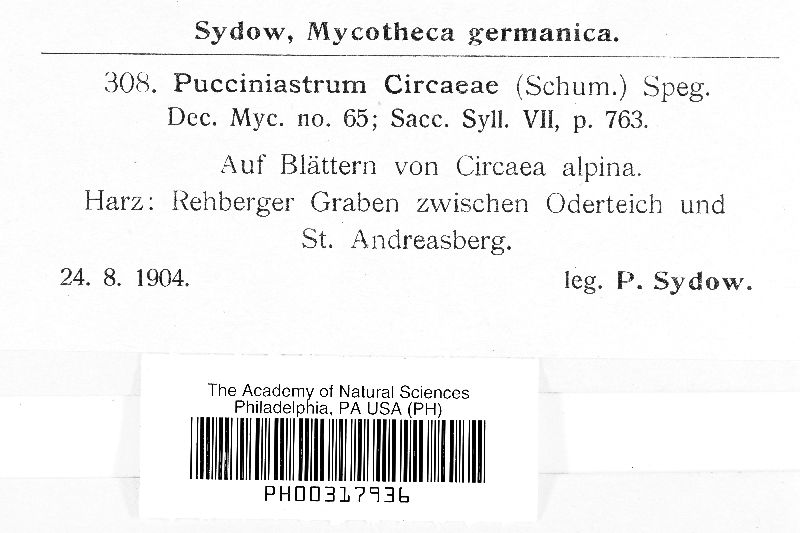 Sydow, Mycotheca germanica.
308. Pucciniastrum Circaeae (Schum.) Speg.
Dec. Myc. no. 65; Sacc. Syll. VII, p. 763.
Auf Blättern von Circaea alpina.
Harz: Rehberger Graben zwischen Oderteich und
St. Andreasberg.
24. 8. 1904. leg. P. Sydow.
The Academy of Natural Sciences
Philadelphia, PA USA (PH)
PH00317936